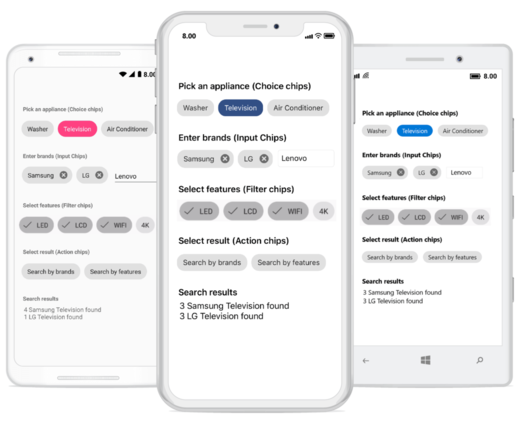 8.00
Pick an appliance (Choice chips)
Washer Television Air Conditioner
Enter brands (Input Chips)
Samsung LG Lenovo
Select features (Filter chips)
LED LCD WIFI 4K
Select result (Action chips)
Search by brands Search by features
Search results
4 Samsung Television found
1 LG Television found
8.00
Pick an appliance (Choice chips)
Washer Television Air Conditioner
Enter brands (Input Chips)
Samsung LG Lenovo
Select features (Filter chips)
LED LCD WIFI 4K
Select result (Action chips)
Search by brands Search by features
Search results
3 Samsung Television found
3 LG Television found
8.00
Pick an appliance (Choice chips)
Washer Television Air Conditioner
Enter brands (Input Chips)
Samsung LG Lenovo
Select features (Filter chips)
LED LCD WIFI 4K
Select result (Action chips)
Search by brands Search by features
Search results
3 Samsung Television found
3 LG Television found